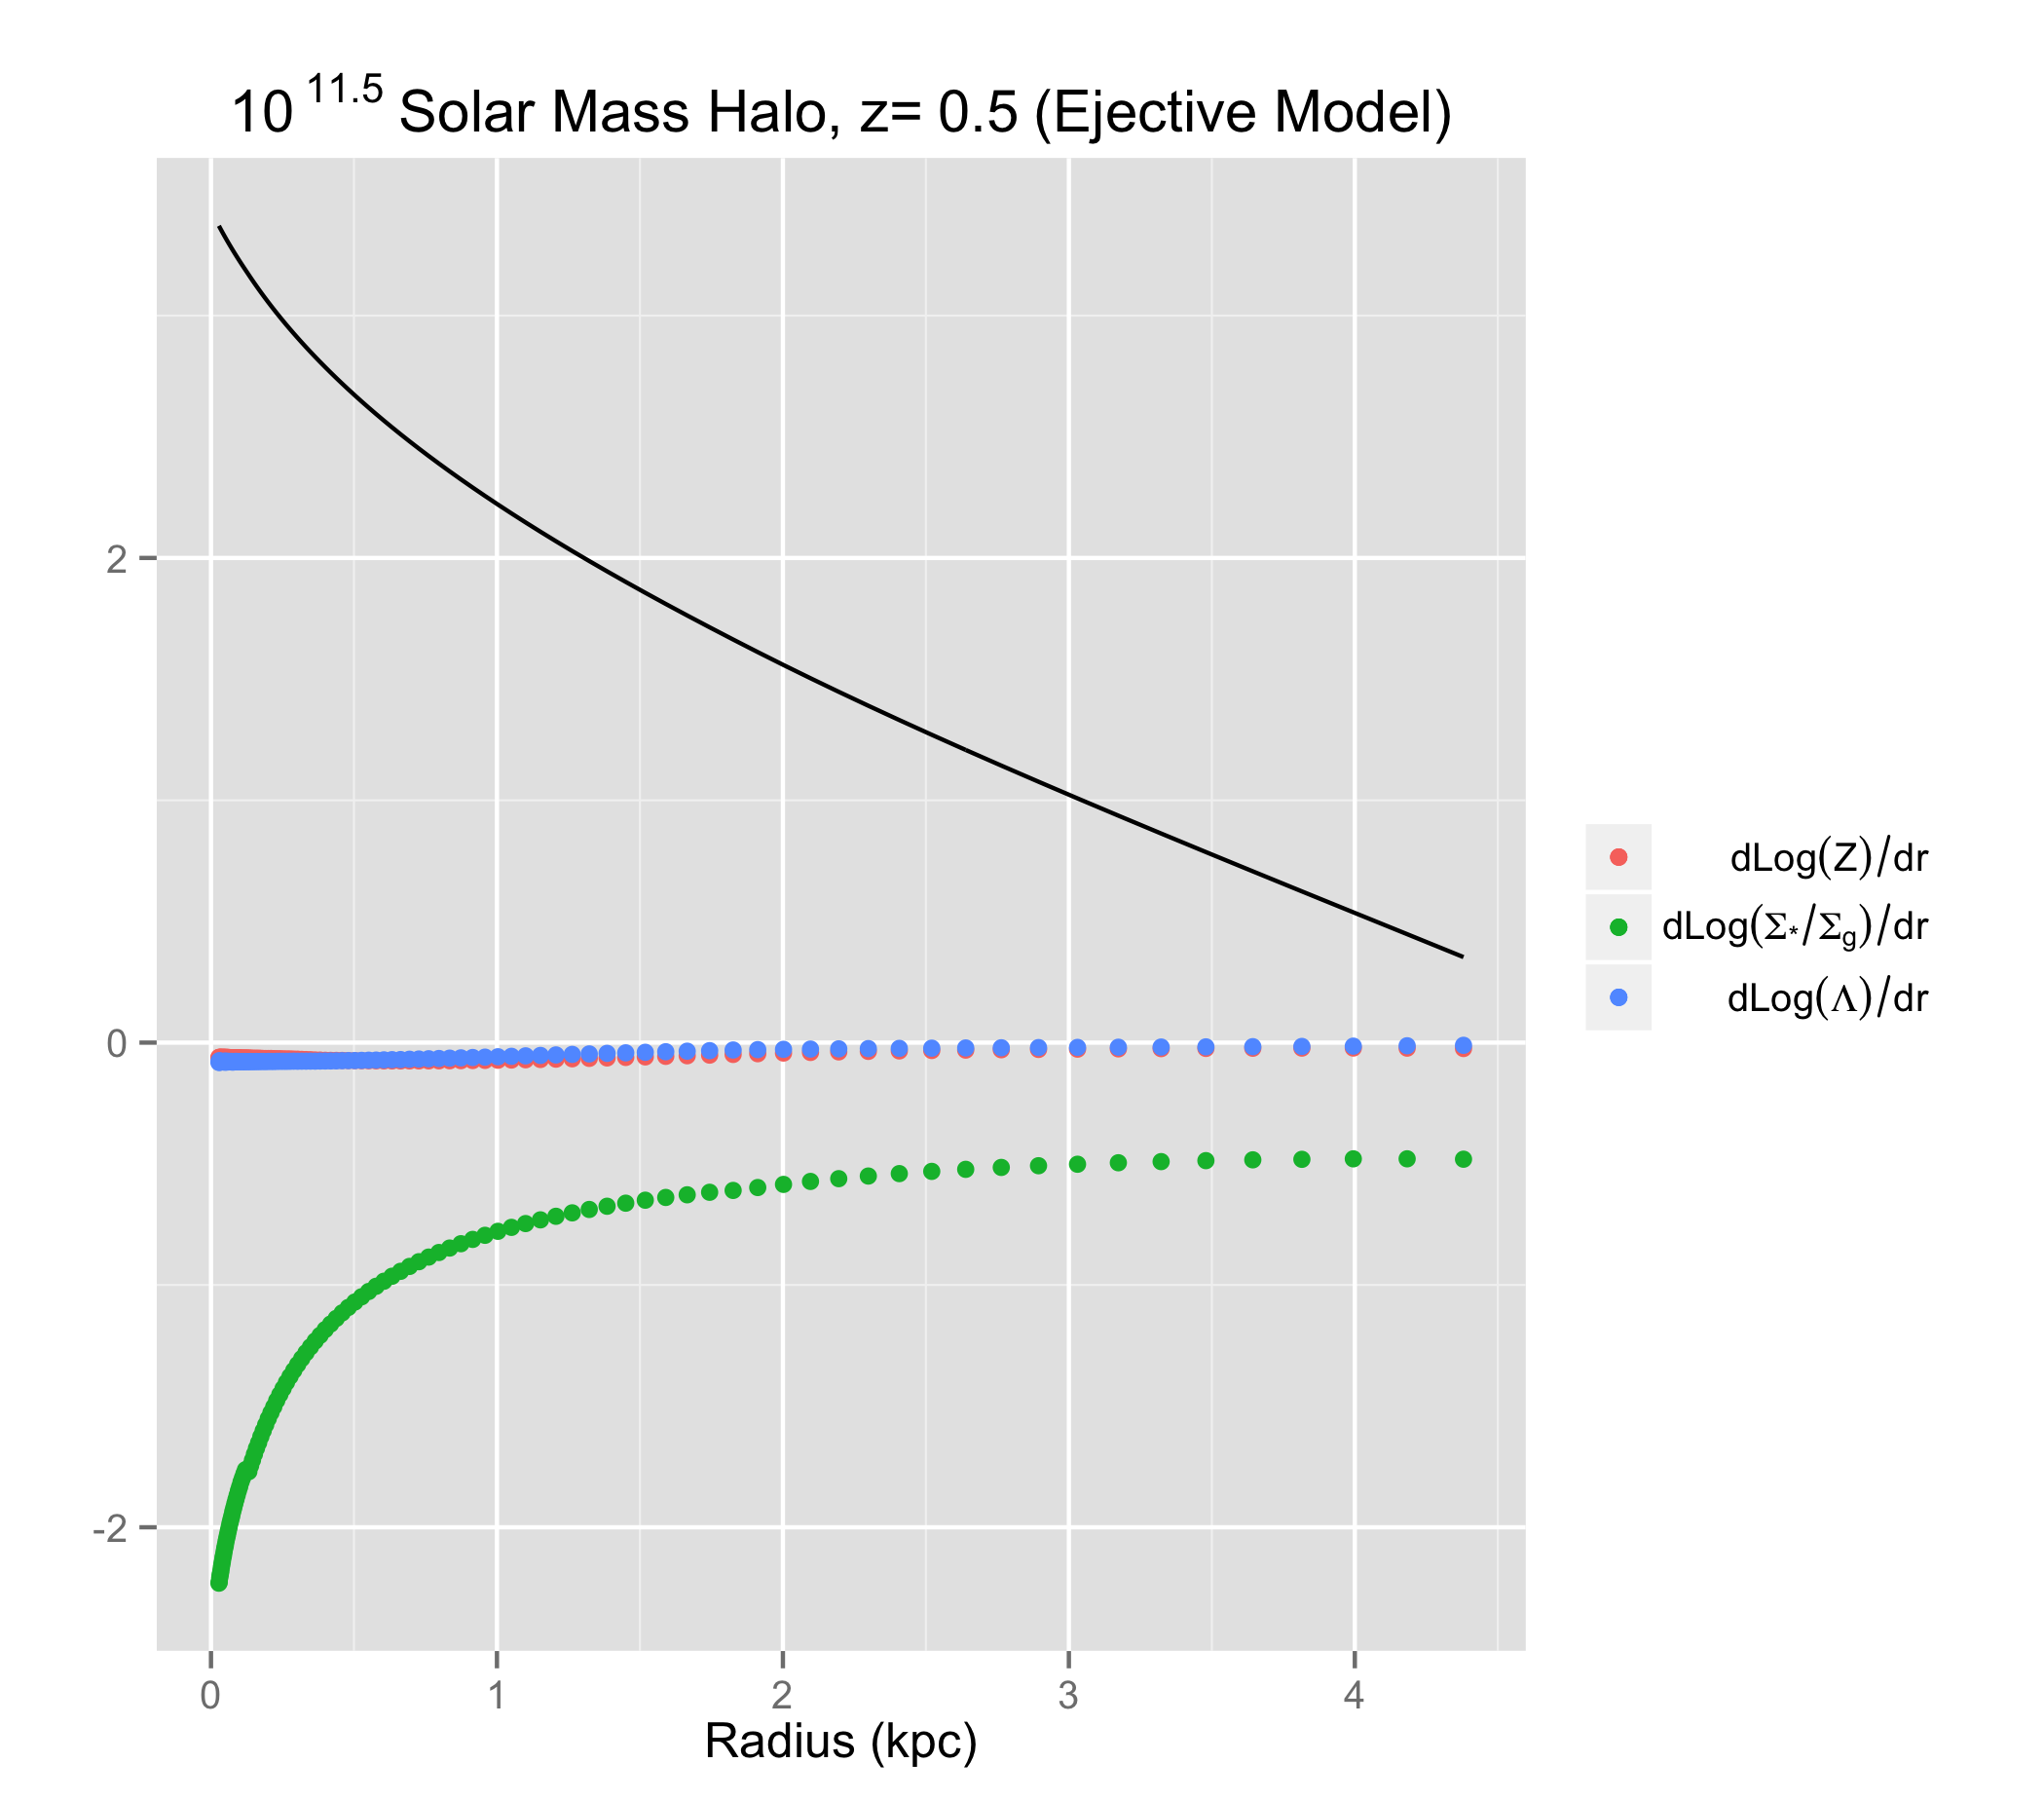 10^11.5 Solar Mass Halo, z= 0.5 (Ejective Model)
2
0
-2
0 1 2 3 4
Radius (kpc)
dLog(Z)/dr
dLog(Σ*/Σg)/dr
dLog(Λ)/dr